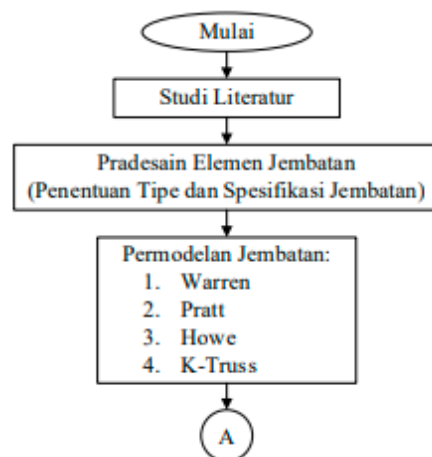 Mulai
Studi Literatur
Pradesain Elemen Jembatan
(Penentuan Tipe dan Spesifikasi Jembatan)
Permodelan Jembatan:
1. Warren
2. Pratt
3. Howe
4. K-Truss
A